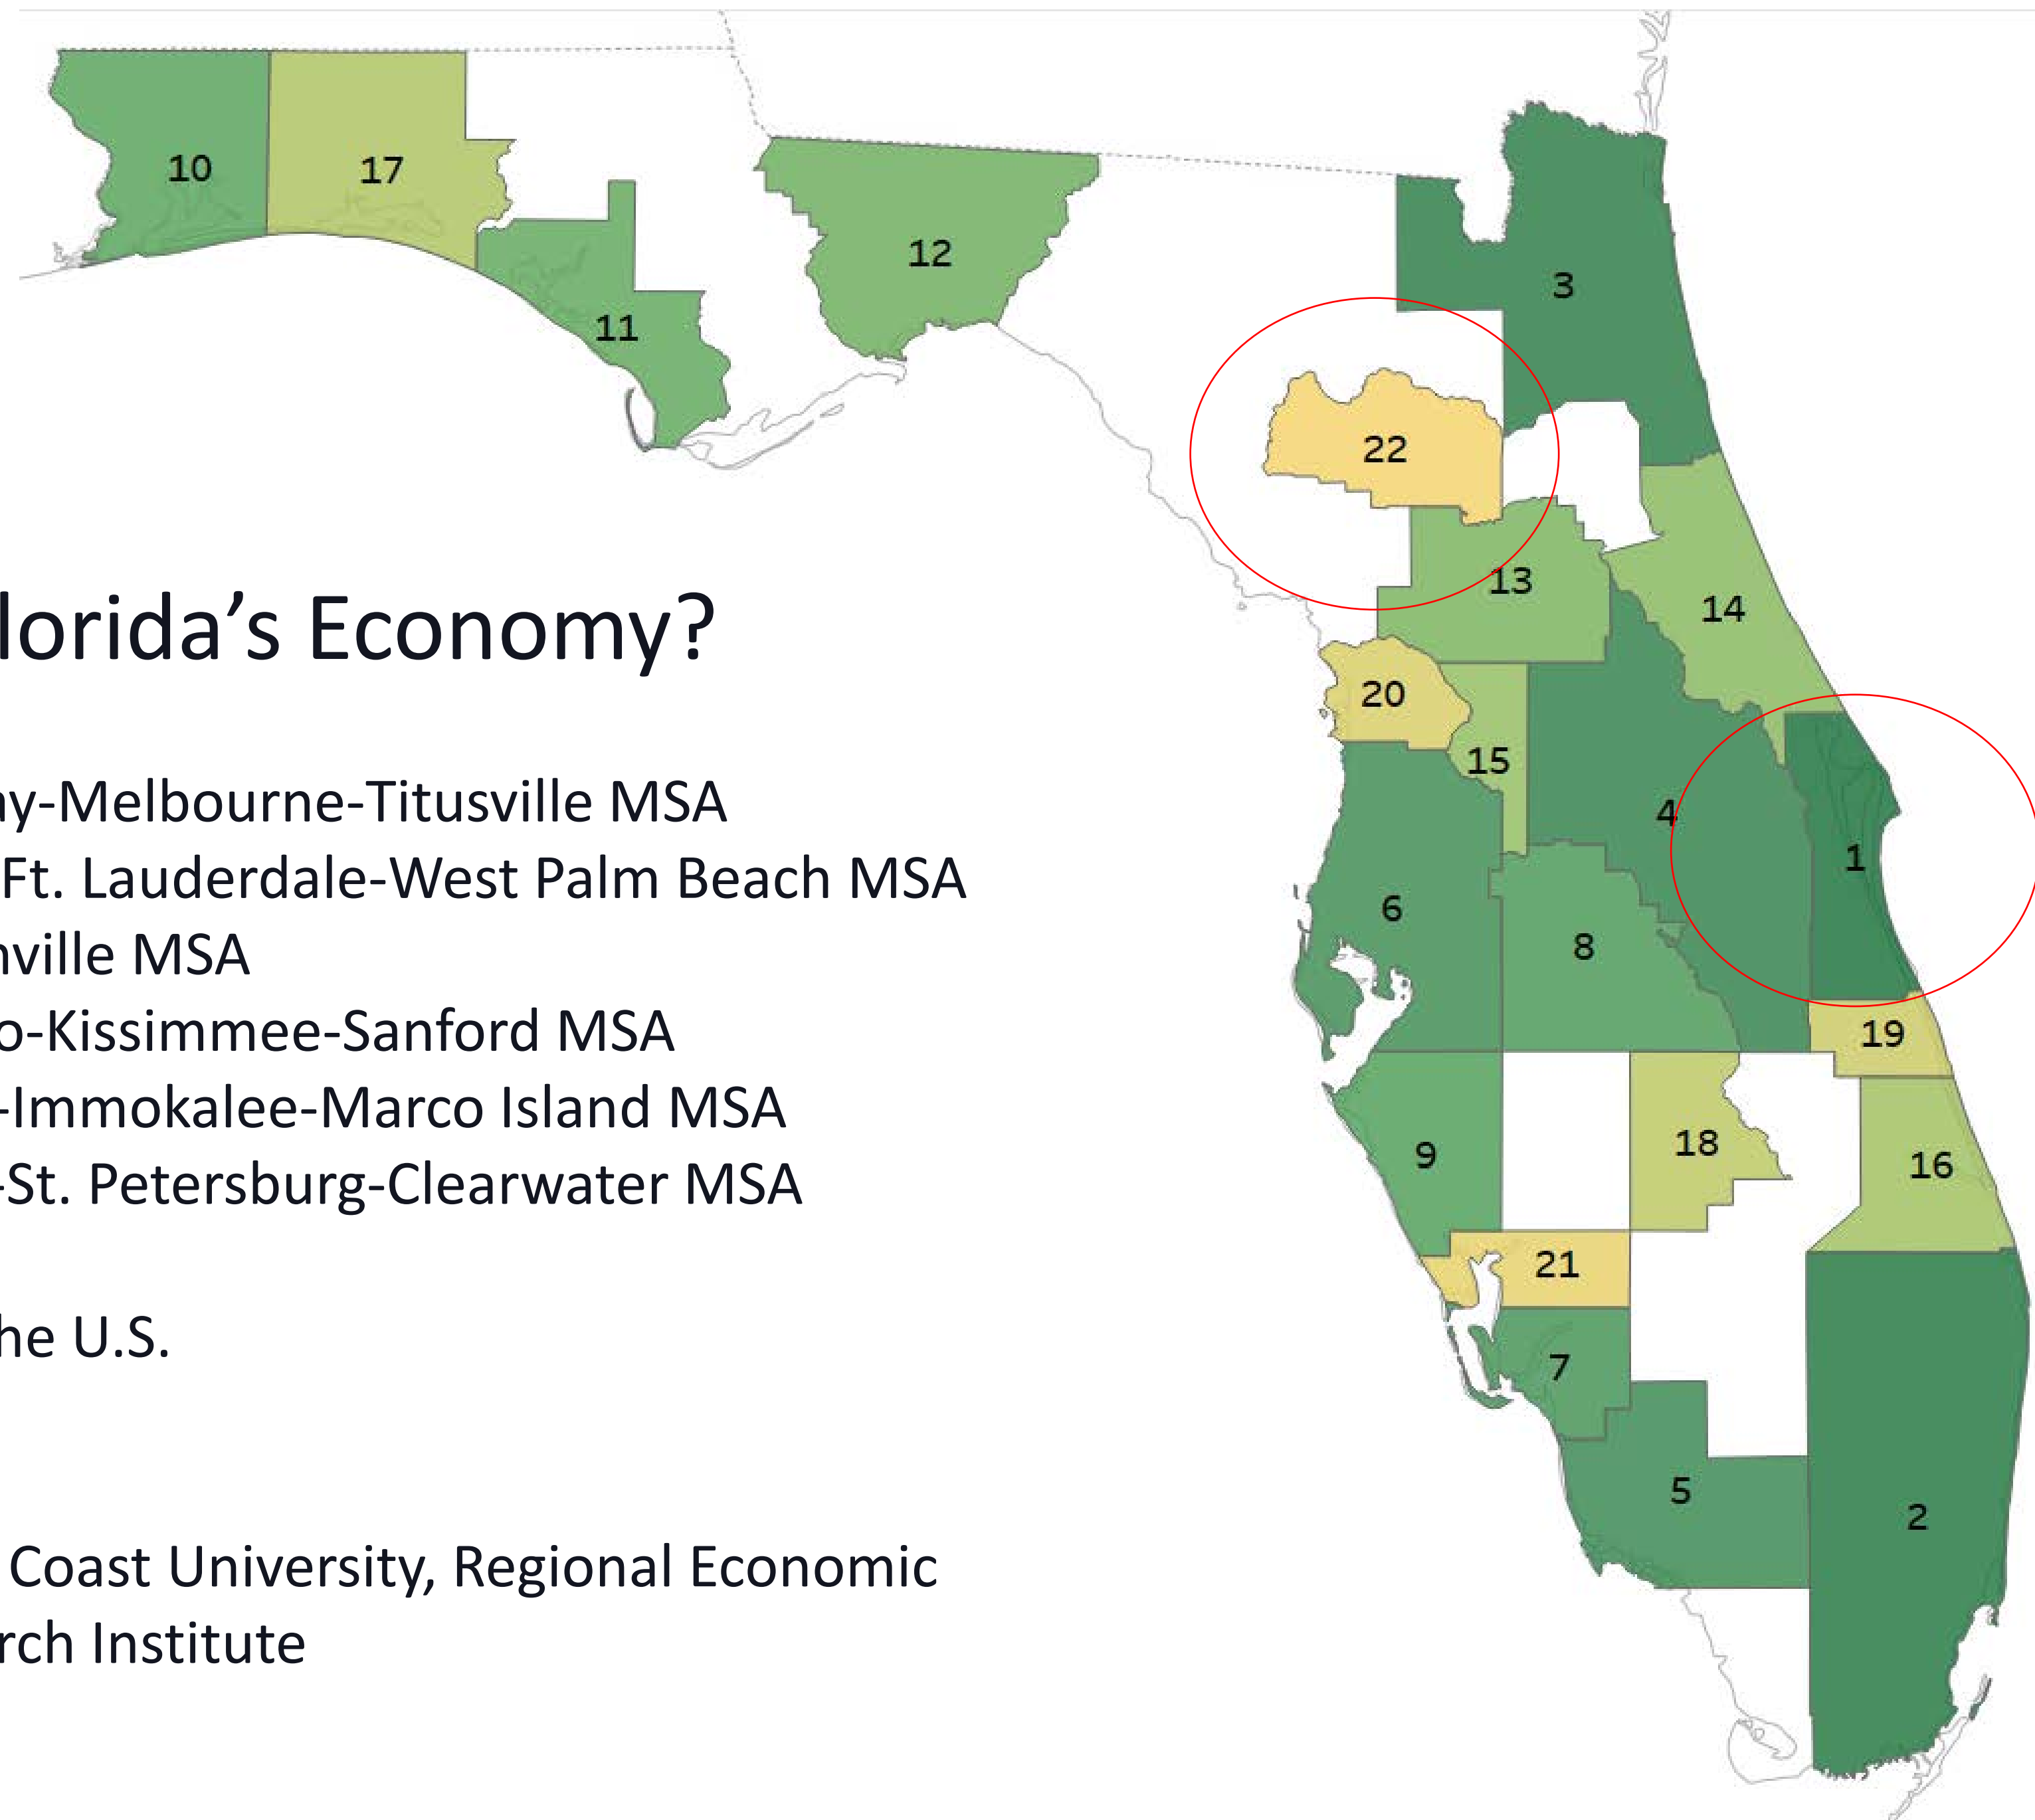 10
17
12
3
11
22
13
14
lorida's Economy?
20
15
ay-Melbourne-Titusville MSA
4
1
Ft. Lauderdale-West Palm Beach MSA
6
nville MSA
8
o-Kissimmee-Sanford MSA
19
-Immokalee-Marco Island MSA
9
18
16
-St. Petersburg-Clearwater MSA
21
he U.S.
7
5
2
Coast University, Regional Economic
rch Institute